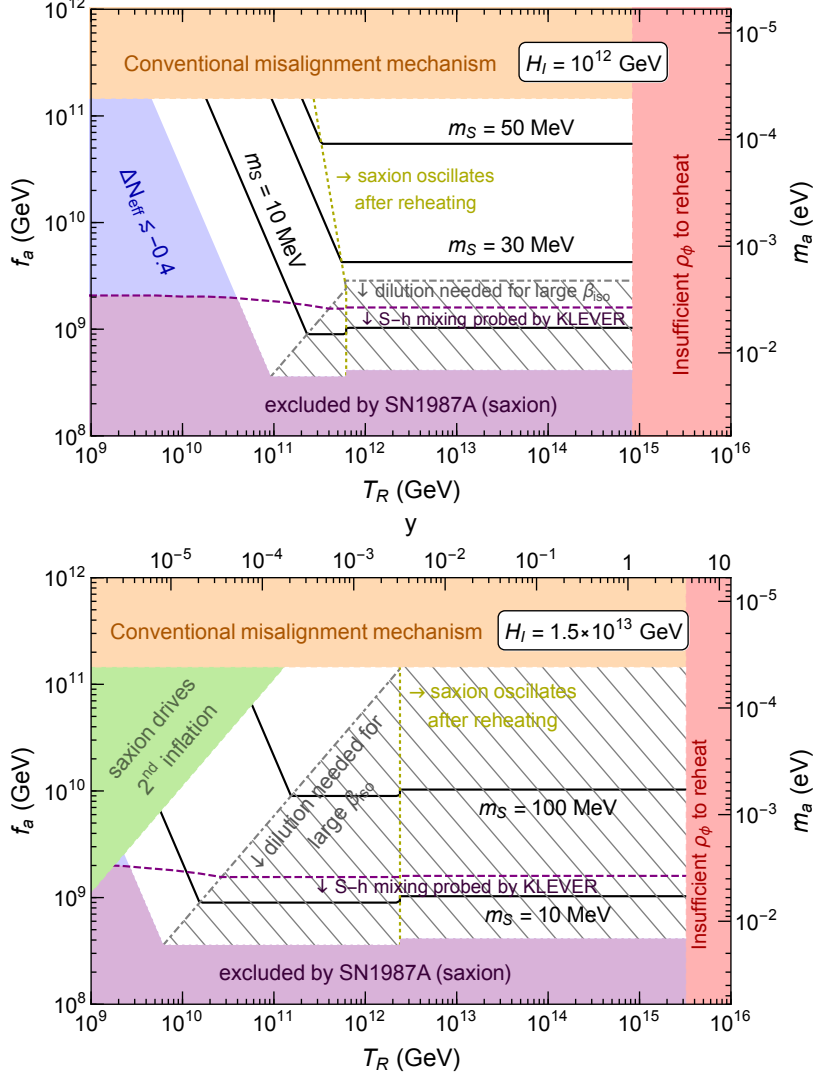 10¹²
10¹¹
10¹⁰
10⁹
10⁸
f_a (GeV)
Conventional misalignment mechanism
H_I = 10¹² GeV
ΔN_eff ≲ −0.4
m_S = 10 MeV
m_S = 50 MeV
→ saxion oscillates
after reheating
m_S = 30 MeV
↓ dilution needed for large β_iso
↓ S−h mixing probed by KLEVER
excluded by SN1987A (saxion)
Insufficient ρ_ϕ to reheat
10⁻⁵
10⁻⁴
10⁻³
10⁻²
m_a (eV)
10⁹ 10¹⁰ 10¹¹ 10¹² 10¹³ 10¹⁴ 10¹⁵ 10¹⁶
T_R (GeV)
y
10⁻⁵ 10⁻⁴ 10⁻³ 10⁻² 10⁻¹ 1 10
10¹²
10¹¹
10¹⁰
10⁹
10⁸
f_a (GeV)
Conventional misalignment mechanism
H_I = 1.5×10¹³ GeV
saxion drives
2ⁿᵈ inflation
↓ dilution needed for
large β_iso
→ saxion oscillates
after reheating
m_S = 100 MeV
↓ S−h mixing probed by KLEVER
m_S = 10 MeV
excluded by SN1987A (saxion)
Insufficient ρ_ϕ to reheat
10⁻⁵
10⁻⁴
10⁻³
10⁻²
m_a (eV)
10⁹ 10¹⁰ 10¹¹ 10¹² 10¹³ 10¹⁴ 10¹⁵ 10¹⁶
T_R (GeV)